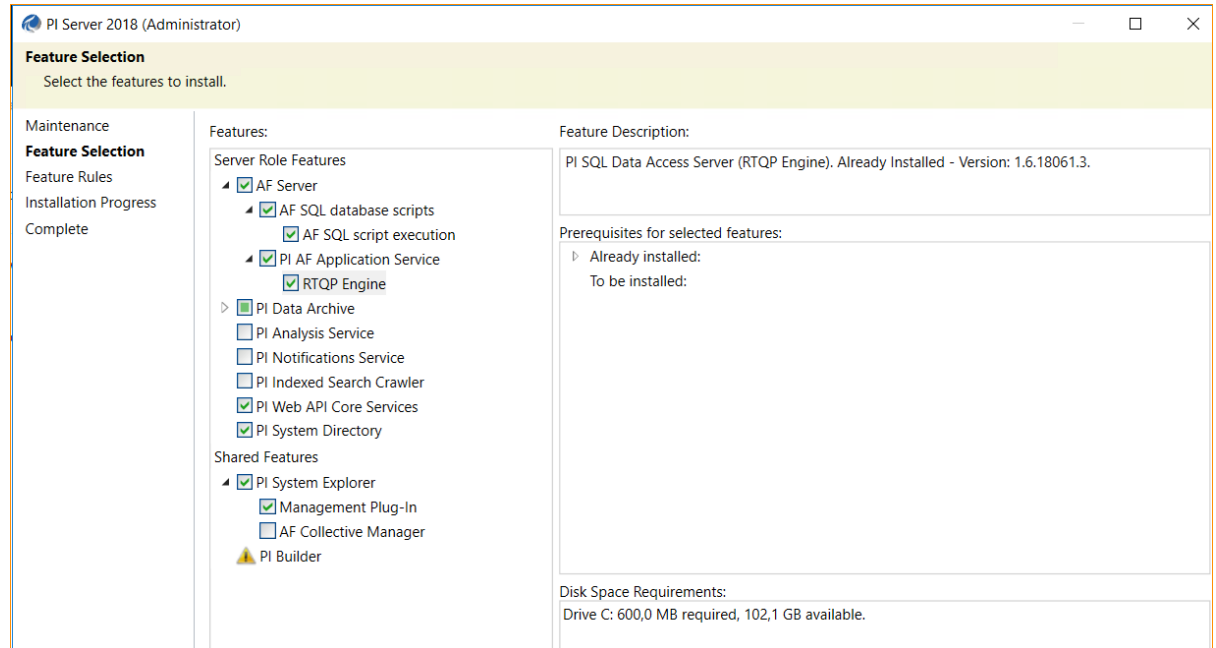 PI Server 2018 (Administrator)
Feature Selection
Select the features to install.
Maintenance
Feature Selection
Feature Rules
Installation Progress
Complete
Features:
Server Role Features
AF Server
AF SQL database scripts
AF SQL script execution
PI AF Application Service
RTQP Engine
PI Data Archive
PI Analysis Service
PI Notifications Service
PI Indexed Search Crawler
PI Web API Core Services
PI System Directory
Shared Features
PI System Explorer
Management Plug-In
AF Collective Manager
PI Builder
Feature Description:
PI SQL Data Access Server (RTQP Engine). Already Installed - Version: 1.6.18061.3.
Prerequisites for selected features:
Already installed:
To be installed:
Disk Space Requirements:
Drive C: 600,0 MB required, 102,1 GB available.